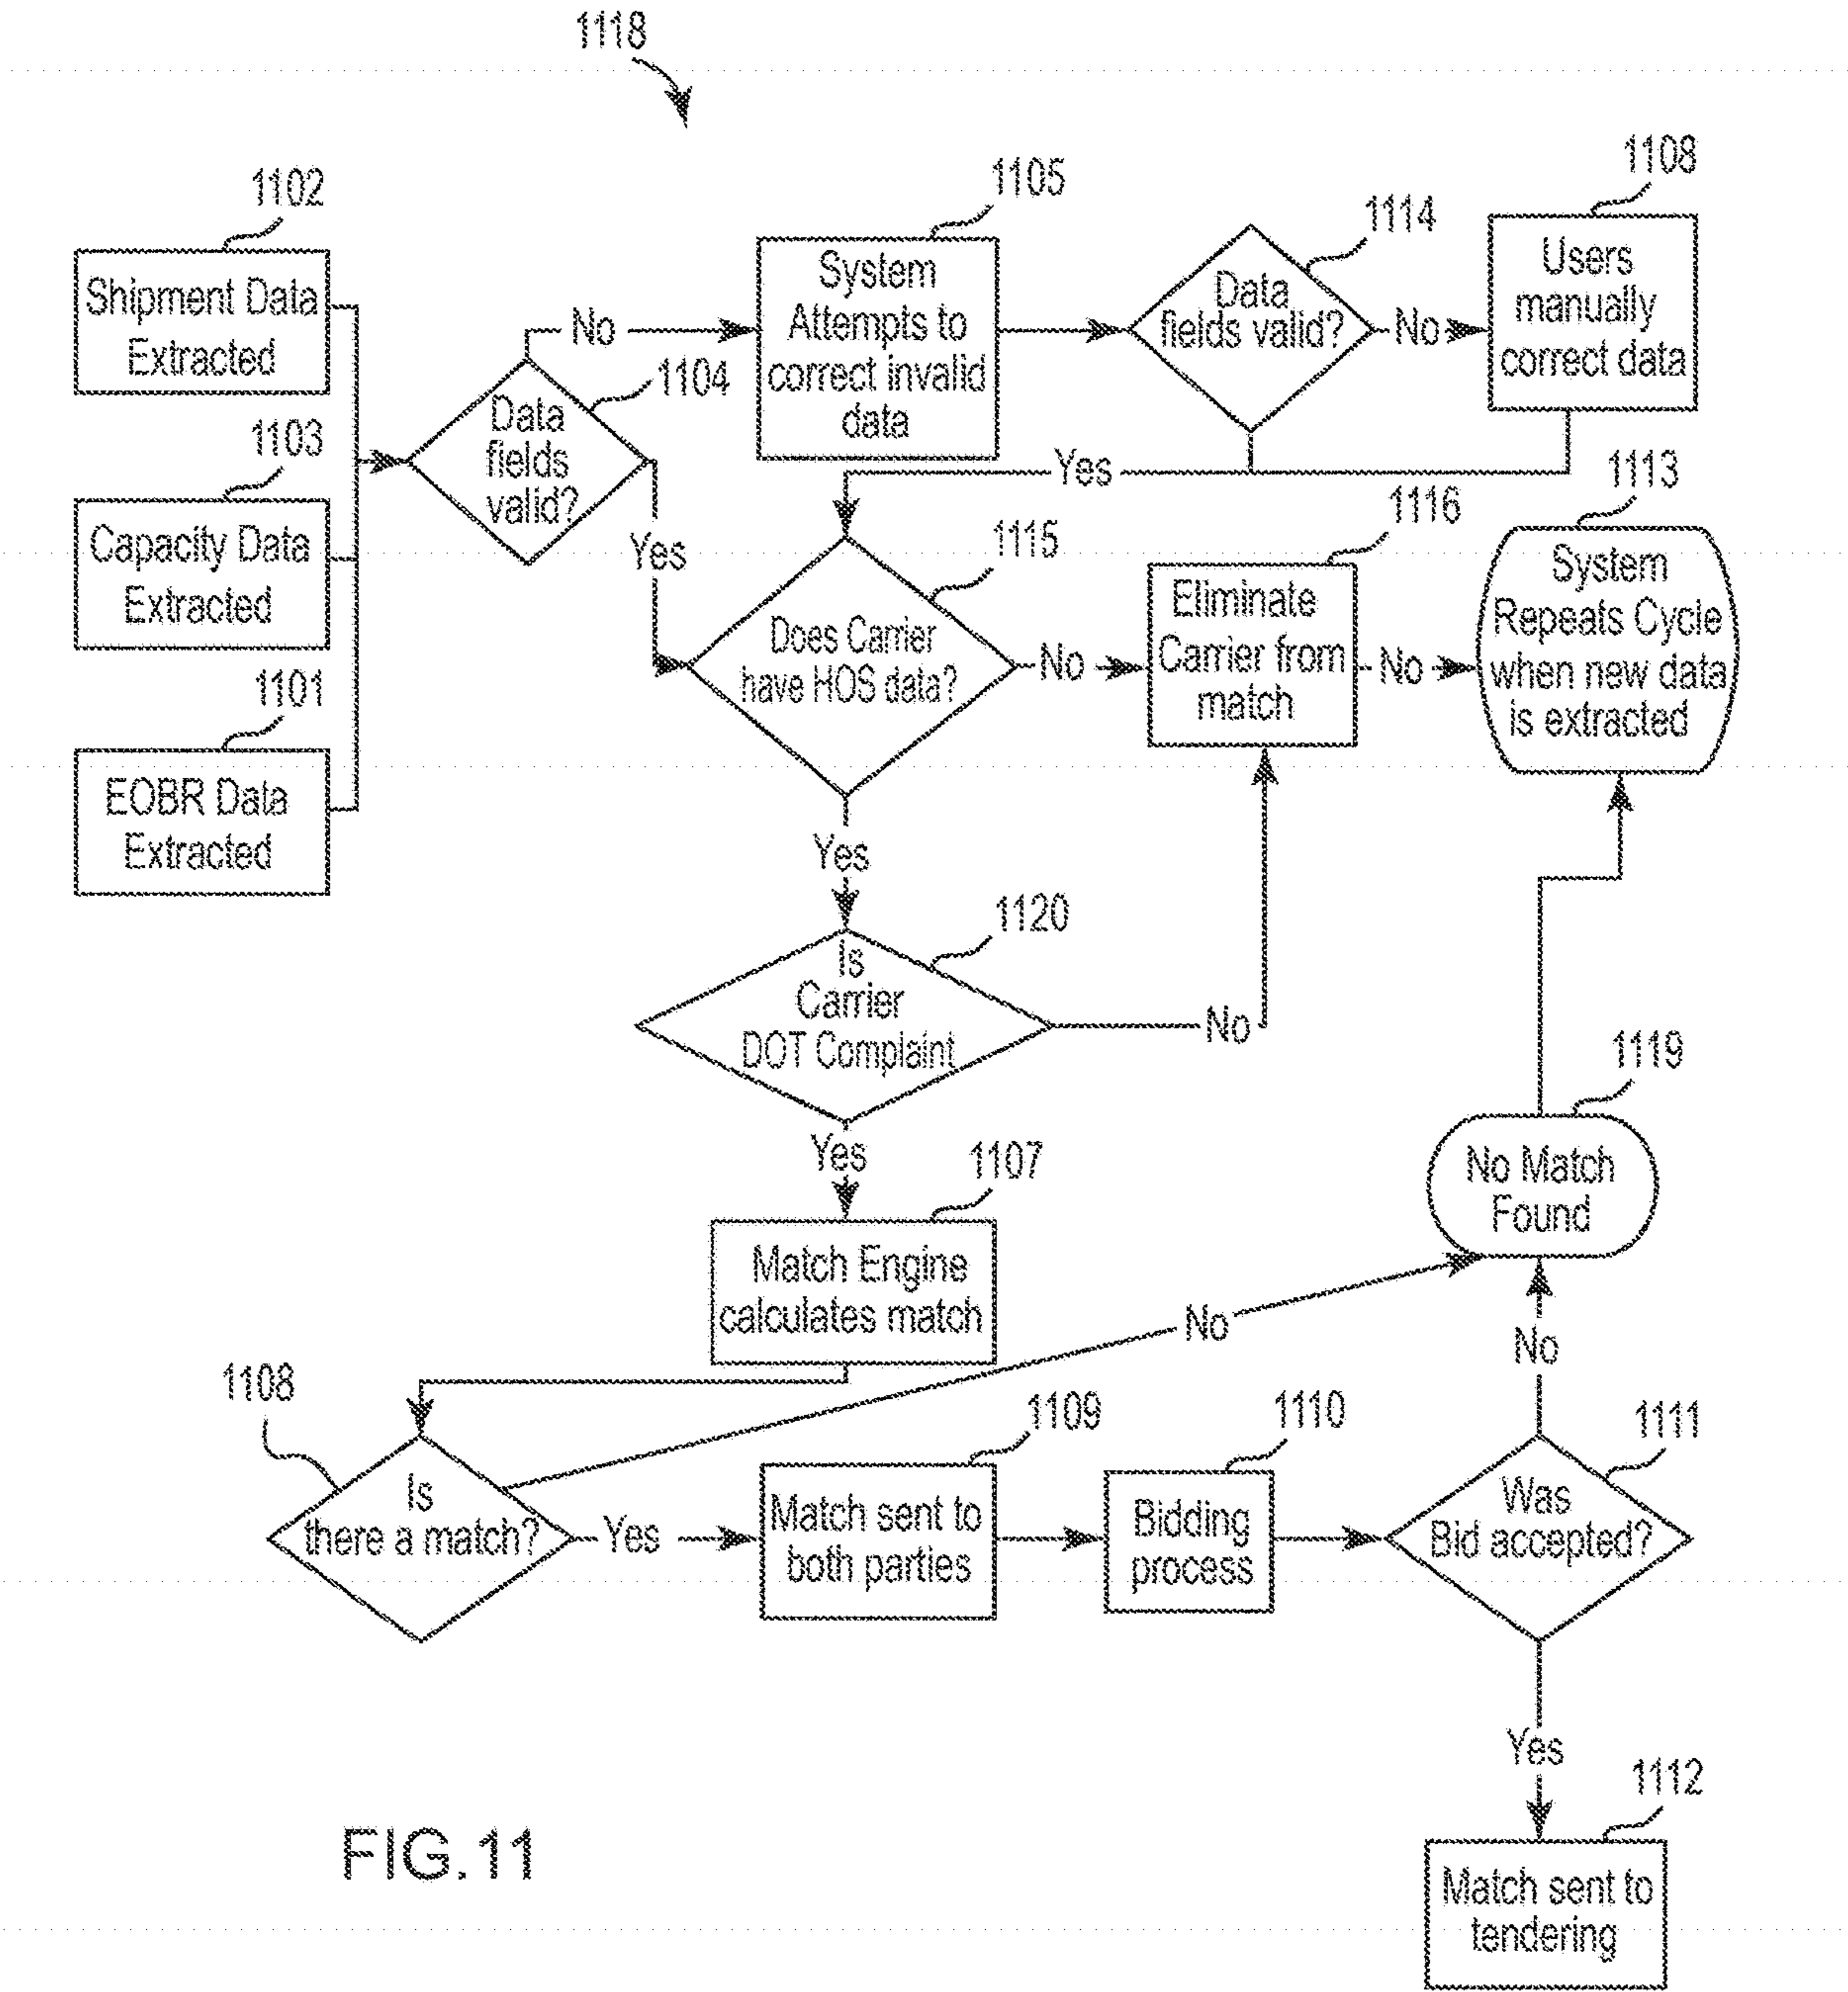 1118
1102
Shipment Data
Extracted
1103
Capacity Data
Extracted
1101
EOBR Data
Extracted
1104
Data
fields
valid?
No
Yes
1105
System
Attempts to
correct invalid
data
1114
Data
fields valid?
No
Yes
1108
Users
manually
correct data
1115
Does Carrier
have HOS data?
No
Yes
1116
Eliminate
Carrier from
match
No
1113
System
Repeats Cycle
when new data
is extracted
1120
Is
Carrier
DOT Complaint
No
Yes
1107
Match Engine
calculates match
1119
No Match
Found
1108
Is
there a match?
No
Yes
1109
Match sent to
both parties
1110
Bidding
process
1111
Was
Bid accepted?
No
Yes
1112
Match sent to
tendering
FIG. 11